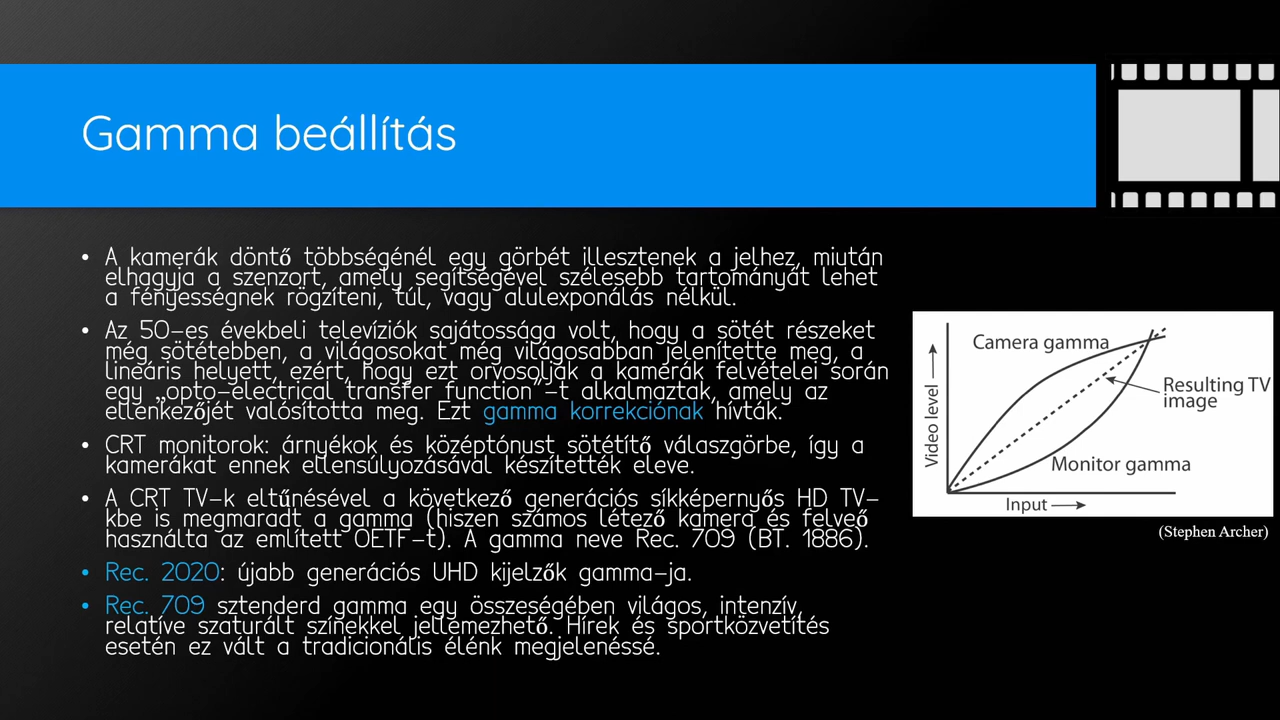 Gamma beállítás
• A kamerák döntő többségénél egy görbét illesztenek a jelhez, miután
elhagyja a szenzort, amely segítségével szélesebb tartományát lehet
a fényességnek rögzíteni, túl, vagy alulexponálás nélkül.
• Az 50-es évekbeli televíziók sajátossága volt, hogy a sötét részeket
még sötétebben, a világosokat még világosabban jelenítette meg, a
lineáris helyett, ezért, hogy ezt orvosolják a kamerák felvételei során
egy „opto-electrical transfer function”-t alkalmaztak, amely az
ellenkezőjét valósította meg. Ezt gamma korrekciónak hívták.
• CRT monitorok: árnyékok és középtónust sötétítő válaszgörbe, így a
kamerákat ennek ellensúlyozásával készítették eleve.
• A CRT TV-k eltűnésével a következő generációs síkképernyős HD TV-
kbe is megmaradt a gamma (hiszen számos létező kamera és felveő
használta az említett OETF-t). A gamma neve Rec. 709 (BT. 1886).
• Rec. 2020: újabb generációs UHD kijelzők gamma-ja.
• Rec. 709 sztenderd gamma egy összeségében világos, intenzív,
relatíve szaturált színekkel jellemezhető. Hírek és sportközvetítés
esetén ez vált a tradicionális élénk megjelenéssé.
Camera gamma
Resulting TV
image
Video level
Monitor gamma
Input
(Stephen Archer)